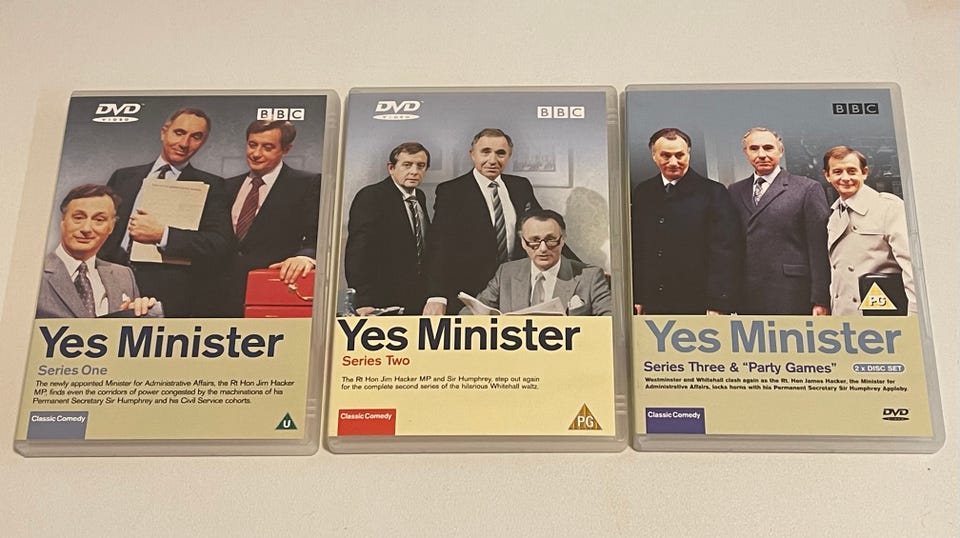 DVD
VIDEO
BBC
Yes Minister
Series One
The newly appointed Minister for Administrative Affairs, the Rt Hon Jim Hacker
MP, finds even the corridors of power congested by the machinations of his
Permanent Secretary Sir Humphrey and his Civil Service cohorts.
Classic Comedy
U
DVD
VIDEO
BBC
Yes Minister
Series Two
The Rt Hon Jim Hacker MP and Sir Humphrey, step out again
for the complete second series of the hilarious Whitehall waltz.
Classic Comedy
PG
BBC
PG
Yes Minister
Series Three & "Party Games"
2 x DISC SET
Westminster and Whitehall clash again as the Rt. Hon James Hacker, the Minister for
Administrative Affairs, locks horns with his Permanent Secretary Sir Humphrey Appleby.
Classic Comedy
DVD
VIDEO